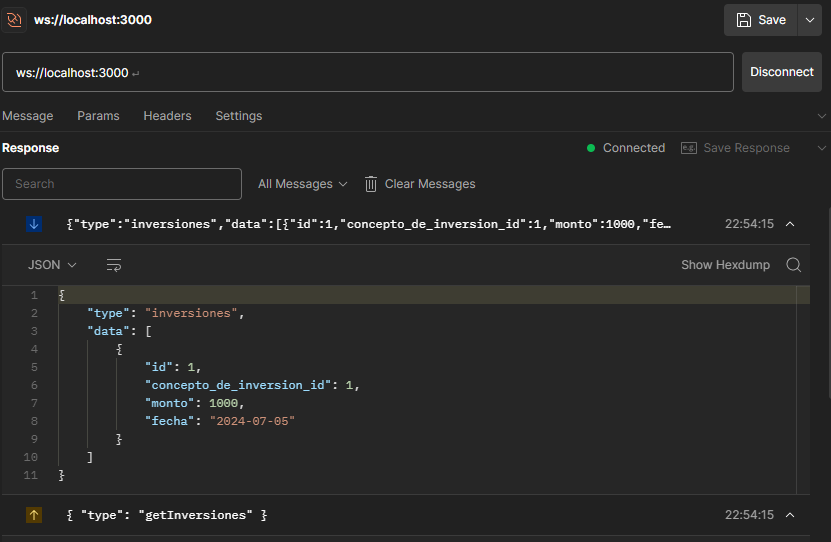 ws://localhost:3000
Save
ws://localhost:3000 ↵
Disconnect
Message Params Headers Settings
Response
Connected
e.g. Save Response
Search
All Messages
Clear Messages
{"type":"inversiones","data":[{"id":1,"concepto_de_inversion_id":1,"monto":1000,"fe…
22:54:15
JSON
Show Hexdump
1 {
2 "type": "inversiones",
3 "data": [
4 {
5 "id": 1,
6 "concepto_de_inversion_id": 1,
7 "monto": 1000,
8 "fecha": "2024-07-05"
9 }
10 ]
11 }
{ "type": "getInversiones" }
22:54:15